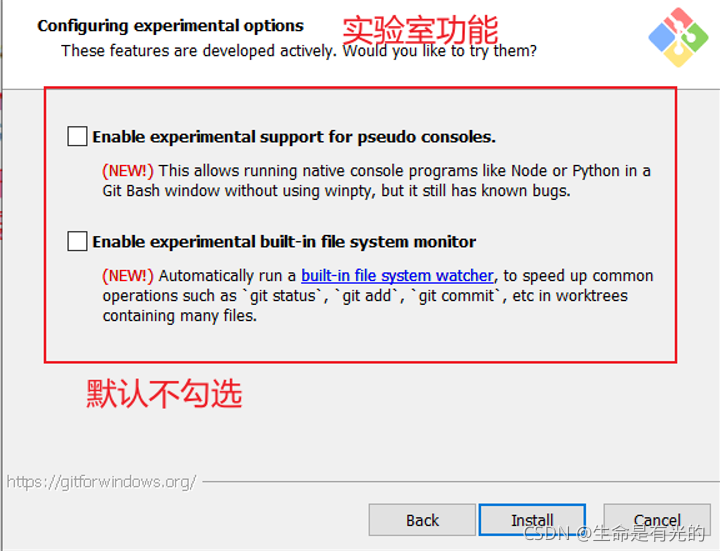 Configuring experimental options
实验室功能
These features are developed actively. Would you like to try them?
Enable experimental support for pseudo consoles.
(NEW!) This allows running native console programs like Node or Python in a
Git Bash window without using winpty, but it still has known bugs.
Enable experimental built-in file system monitor
(NEW!) Automatically run a built-in file system watcher, to speed up common
operations such as `git status`, `git add`, `git commit`, etc in worktrees
containing many files.
默认不勾选
https://gitforwindows.org/
Back
Install
Cancel
CSDN @生命是有光的